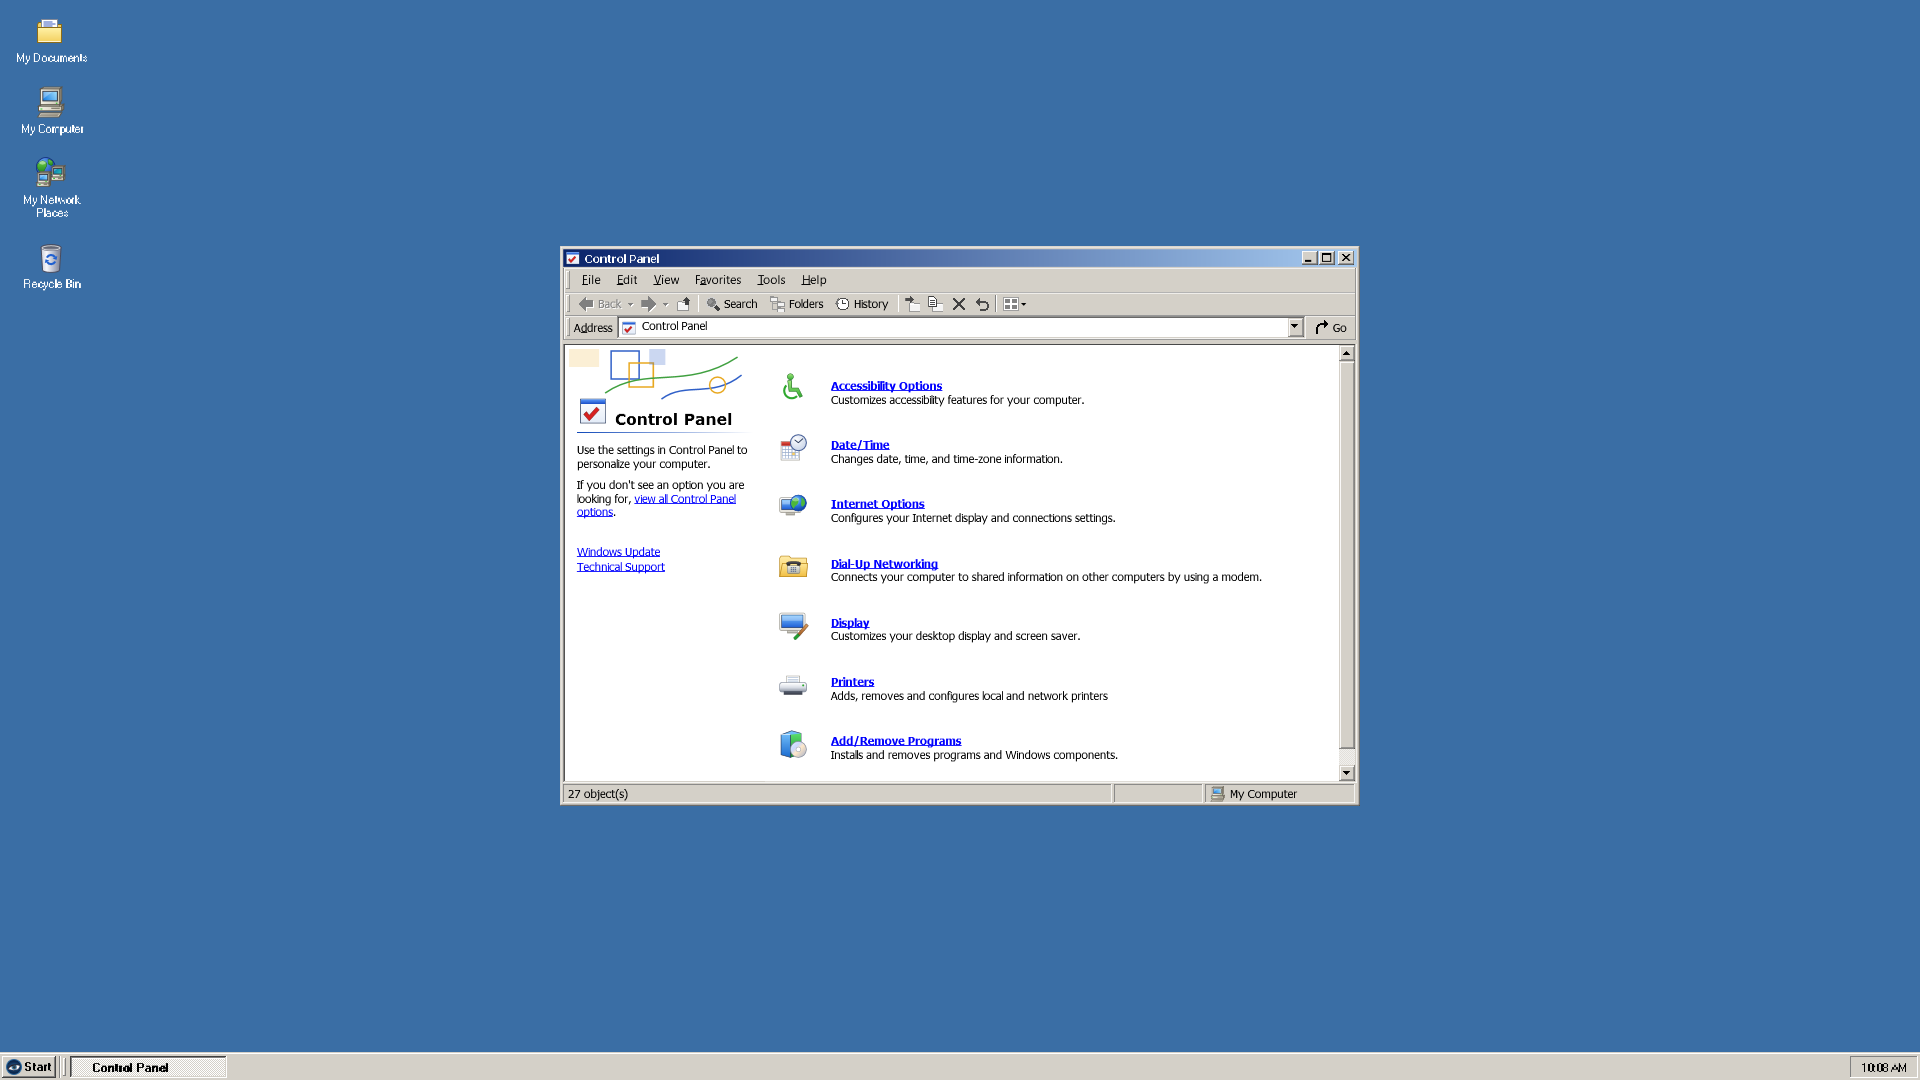 My Documents
My Computer
My Network
Places
Recycle Bin
Control Panel
File Edit View Favorites Tools Help
Back Search Folders History
Address Control Panel Go
Control Panel
Use the settings in Control Panel to
personalize your computer.
If you don't see an option you are
looking for, view all Control Panel
options.
Windows Update
Technical Support
Accessibility Options
Customizes accessibility features for your computer.
Date/Time
Changes date, time, and time-zone information.
Internet Options
Configures your Internet display and connections settings.
Dial-Up Networking
Connects your computer to shared information on other computers by using a modem.
Display
Customizes your desktop display and screen saver.
Printers
Adds, removes and configures local and network printers
Add/Remove Programs
Installs and removes programs and Windows components.
27 object(s) My Computer
Start Control Panel 10:08 AM